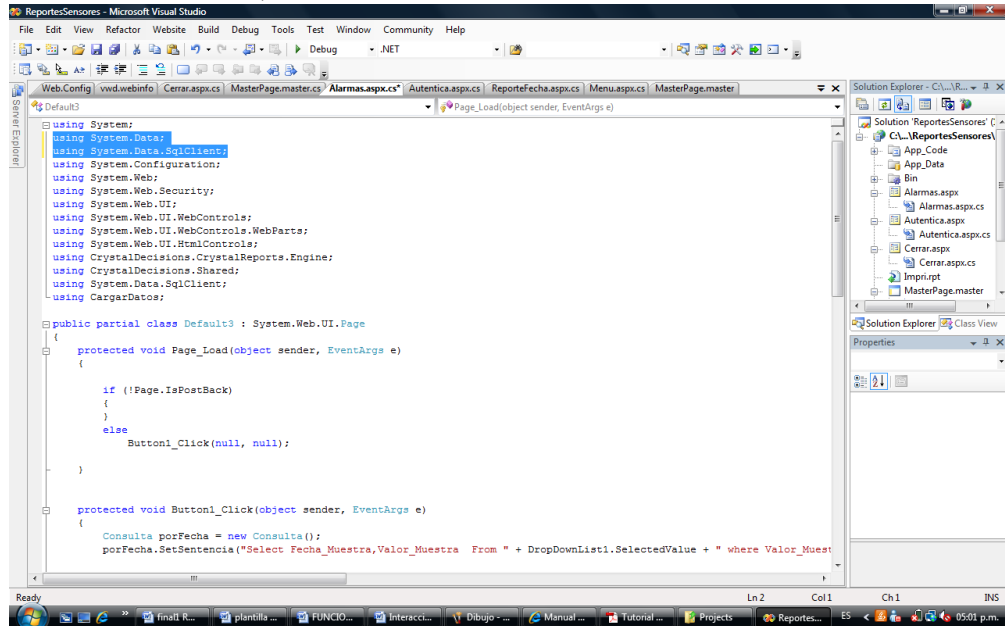 ReportesSensores - Microsoft Visual Studio
File Edit View Refactor Website Build Debug Tools Test Window Community Help
Debug .NET
Web.Config vwd.webinfo Cerrar.aspx.cs MasterPage.master.cs Alarmas.aspx.cs* Autentica.aspx.cs ReporteFecha.aspx.cs Menu.aspx.cs MasterPage.master
Default3 Page_Load(object sender, EventArgs e)
Server Explorer
using System;
using System.Data;
using System.Data.SqlClient;
using System.Configuration;
using System.Web;
using System.Web.Security;
using System.Web.UI;
using System.Web.UI.WebControls;
using System.Web.UI.WebControls.WebParts;
using System.Web.UI.HtmlControls;
using CrystalDecisions.CrystalReports.Engine;
using CrystalDecisions.Shared;
using System.Data.SqlClient;
using CargarDatos;
public partial class Default3 : System.Web.UI.Page
{
protected void Page_Load(object sender, EventArgs e)
{
if (!Page.IsPostBack)
{
}
else
Button1_Click(null, null);
}
protected void Button1_Click(object sender, EventArgs e)
{
Consulta porFecha = new Consulta();
porFecha.SetSentencia("Select Fecha_Muestra,Valor_Muestra From " + DropDownList1.SelectedValue + " where Valor_Muest
Solution Explorer - C:\...\R...
Solution 'ReportesSensores' (
C:\...\ReportesSensores\
App_Code
App_Data
Bin
Alarmas.aspx
Alarmas.aspx.cs
Autentica.aspx
Autentica.aspx.cs
Cerrar.aspx
Cerrar.aspx.cs
Impri.rpt
MasterPage.master
Solution Explorer Class View
Properties
Ready Ln 2 Col 1 Ch 1 INS
final1 R... plantilla ... FUNCIO... Interacci... Dibujo - ... Manual ... Tutorial ... Projects Reportes... ES 05:01 p.m.